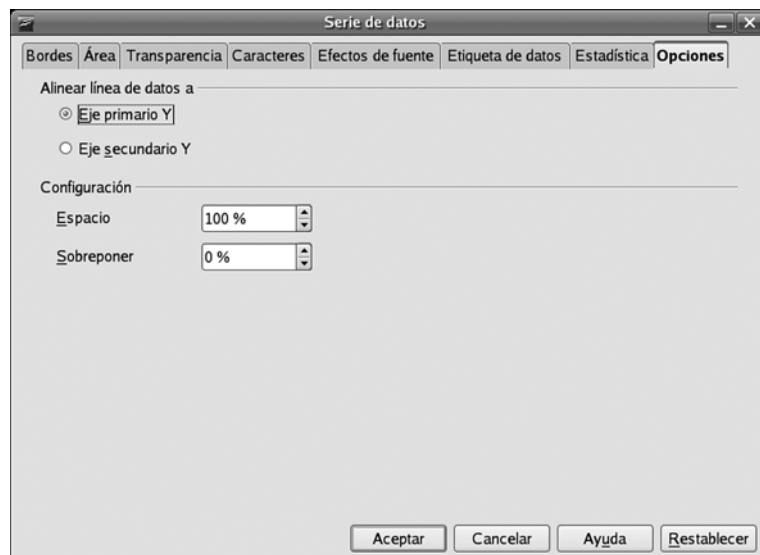 Serie de datos
Bordes Área Transparencia Caracteres Efectos de fuente Etiqueta de datos Estadística Opciones
Alinear línea de datos a
Eje primario Y
Eje secundario Y
Configuración
Espacio 100 %
Sobreponer 0 %
Aceptar Cancelar Ayuda Restablecer